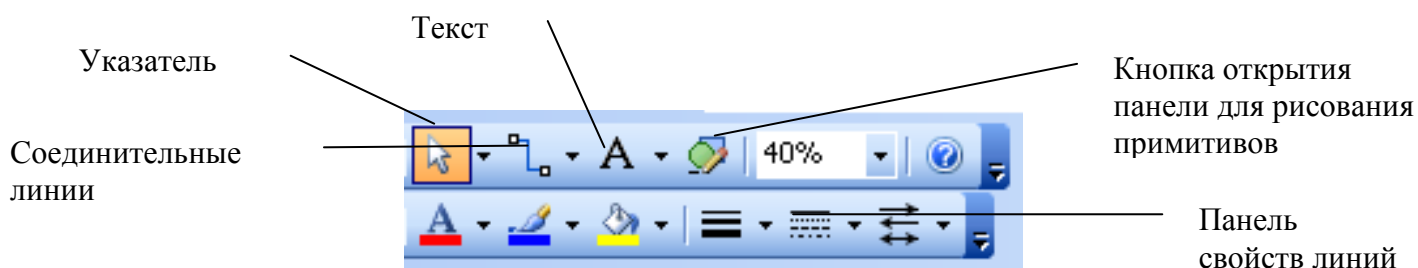 Текст
Указатель
Кнопка открытия
панели для рисования
примитивов
Соединительные
линии
A
40%
?
A
Панель
свойств линий